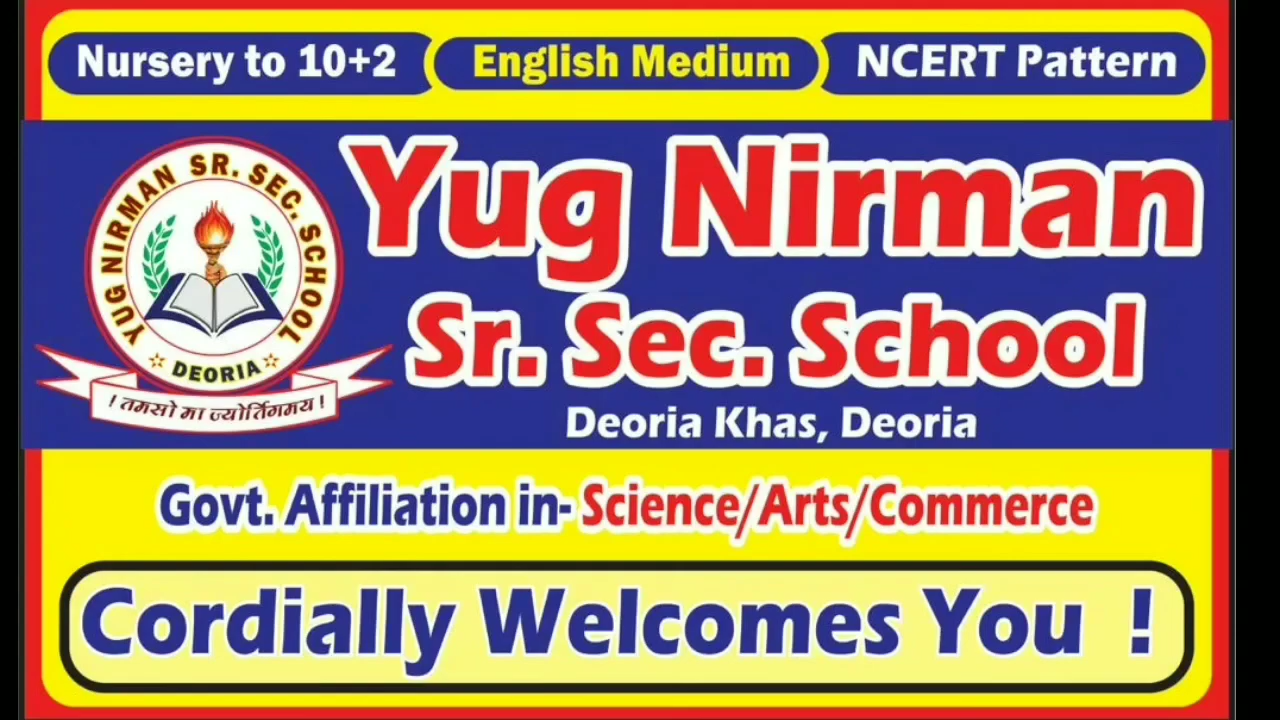 Nursery to 10+2
English Medium
NCERT Pattern
YUG NIRMAN SR. SEC. SCHOOL
DEORIA
! तमसो मा ज्योर्तिगमय !
Yug Nirman
Sr. Sec. School
Deoria Khas, Deoria
Govt. Affiliation in- Science/Arts/Commerce
Cordially Welcomes You !